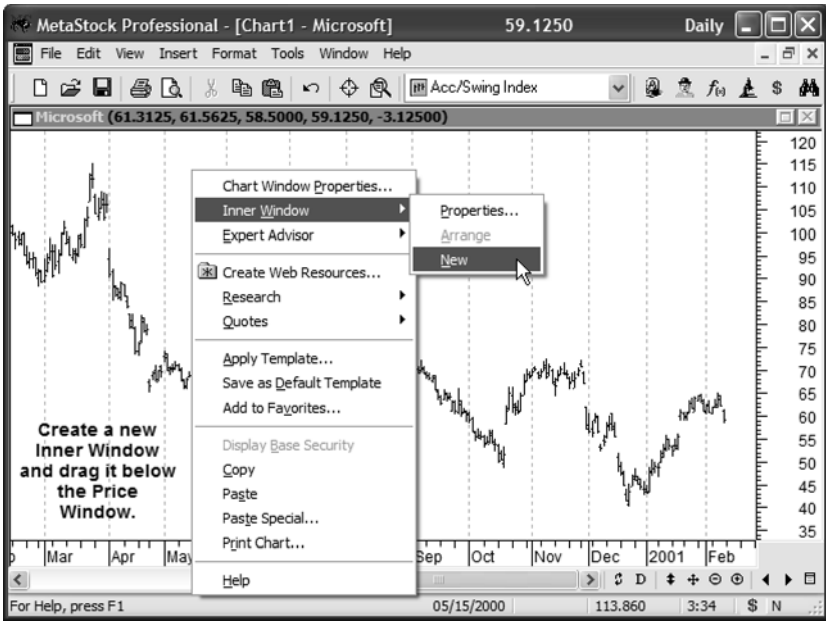 MetaStock Professional - [Chart1 - Microsoft] 59.1250 Daily
File Edit View Insert Format Tools Window Help
Acc/Swing Index
Microsoft (61.3125, 61.5625, 58.5000, 59.1250, -3.12500)
Chart Window Properties...
Inner Window
Expert Advisor
Create Web Resources...
Research
Quotes
Apply Template...
Save as Default Template
Add to Favorites...
Display Base Security
Copy
Paste
Paste Special...
Print Chart...
Help
Properties...
Arrange
New
Create a new
Inner Window
and drag it below
the Price
Window.
120
115
110
105
100
95
90
85
80
75
70
65
60
55
50
45
40
35
Mar Apr May Sep Oct Nov Dec 2001 Feb
D
For Help, press F1 05/15/2000 113.860 3:34 $ N